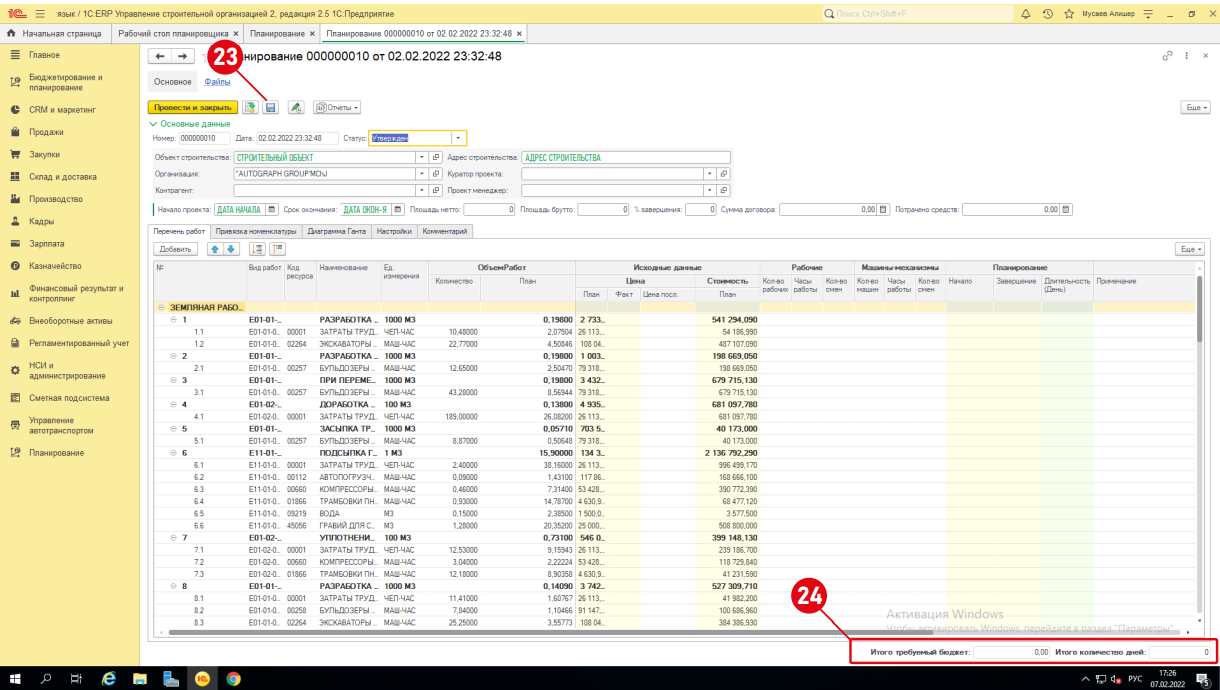 язык / 1С:ERP Управление строительной организацией 2, редакция 2.5 1С:Предприятие
Поиск Ctrl+Shift+F
Мусаев Алишер
Начальная страница
Рабочий стол планировщика ×
Планирование ×
Планирование 000000010 от 02.02.2022 23:32:48 ×
Главное
Бюджетирование и
планирование
CRM и маркетинг
Продажи
Закупки
Склад и доставка
Производство
Кадры
Зарплата
Казначейство
Финансовый результат и
контроллинг
Внеоборотные активы
Регламентированный учет
НСИ и
администрирование
Сметная подсистема
Управление
автотранспортом
Планирование
23
нирование 000000010 от 02.02.2022 23:32:48
Основное Файлы
Провести и закрыть Отчеты Еще
Основные данные
Номер: 000000010 Дата: 02.02.2022 23:32:48 Статус: Утвержден
Объект строительства: СТРОИТЕЛЬНЫЙ ОБЪЕКТ Адрес строительства: АДРЕС СТРОИТЕЛЬСТВА
Организация: "AUTOGRAPH GROUP"MChJ Куратор проекта:
Контрагент: Проект менеджер:
Начало проекта: ДАТА НАЧАЛА Срок окончания: ДАТА ОКОН-Я Площадь нетто: 0 Площадь брутто: 0 % завершения: 0 Сумма договора: 0,00 Потрачено средств: 0,00
Перечень работ Привязка номенклатуры Диаграмма Ганта Настройки Комментарий
Добавить Еще
№ Вид работ Код ресурса Наименование Ед. измерения ОбъемРабот Исходные данные Рабочие Машины-механизмы Планирование
Количество План Цена Стоимость Кол-во рабочих Часы работы Кол-во смен Кол-во машин Часы работы Кол-во смен Начало Завершение Длительность (День) Примечание
План Факт Цена посл. План
ЗЕМЛЯНАЯ РАБО...
1 E01-01-... РАЗРАБОТКА ... 1000 М3 0,19800 2 733... 541 294,090
1.1 E01-01-0... 00001 ЗАТРАТЫ ТРУД... ЧЕЛ-ЧАС 10,48000 2,07504 26 113... 54 186,990
1.2 E01-01-0... 02264 ЭКСКАВАТОРЫ ... МАШ-ЧАС 22,77000 4,50846 108 04... 487 107,090
2 E01-01-... РАЗРАБОТКА ... 1000 М3 0,19800 1 003... 198 669,050
2.1 E01-01-0... 00257 БУЛЬДОЗЕРЫ ... МАШ-ЧАС 12,65000 2,50470 79 318... 198 669,050
3 E01-01-... ПРИ ПЕРЕМЕ... 1000 М3 0,19800 3 432... 679 715,130
3.1 E01-01-0... 00257 БУЛЬДОЗЕРЫ ... МАШ-ЧАС 43,28000 8,56944 79 318... 679 715,130
4 E01-02-... ДОРАБОТКА ... 100 М3 0,13800 4 935... 681 097,780
4.1 E01-02-0... 00001 ЗАТРАТЫ ТРУД... ЧЕЛ-ЧАС 189,00000 26,08200 26 113... 681 097,780
5 E01-01-... ЗАСЫПКА ТР... 1000 М3 0,05710 703 5... 40 173,000
5.1 E01-01-0... 00257 БУЛЬДОЗЕРЫ ... МАШ-ЧАС 8,87000 0,50648 79 318... 40 173,000
6 E11-01-... ПОДСЫПКА Г... 1 М3 15,90000 134 3... 2 136 792,290
6.1 E11-01-0... 00001 ЗАТРАТЫ ТРУД... ЧЕЛ-ЧАС 2,40000 38,16000 26 113... 996 499,170
6.2 E11-01-0... 00112 АВТОПОГРУЗЧ... МАШ-ЧАС 0,09000 1,43100 117 86... 168 666,100
6.3 E11-01-0... 00660 КОМПРЕССОРЫ... МАШ-ЧАС 0,46000 7,31400 53 428... 390 772,390
6.4 E11-01-0... 01866 ТРАМБОВКИ ПН... МАШ-ЧАС 0,93000 14,78700 4 630,9... 68 477,120
6.5 E11-01-0... 09219 ВОДА М3 0,15000 2,38500 1 500,0... 3 577,500
6.6 E11-01-0... 45056 ГРАВИЙ ДЛЯ С... М3 1,28000 20,35200 25 000... 508 800,000
7 E01-02-... УПЛОТНЕНИ... 100 М3 0,73100 546 0... 399 148,130
7.1 E01-02-0... 00001 ЗАТРАТЫ ТРУД... ЧЕЛ-ЧАС 12,53000 9,15943 26 113... 239 186,700
7.2 E01-02-0... 00660 КОМПРЕССОРЫ... МАШ-ЧАС 3,04000 2,22224 53 428... 118 729,840
7.3 E01-02-0... 01866 ТРАМБОВКИ ПН... МАШ-ЧАС 12,18000 8,90358 4 630,9... 41 231,590
8 E01-01-... РАЗРАБОТКА ... 1000 М3 0,14090 3 742... 527 309,710
8.1 E01-01-0... 00001 ЗАТРАТЫ ТРУД... ЧЕЛ-ЧАС 11,41000 1,60767 26 113... 41 982,200
8.2 E01-01-0... 00258 БУЛЬДОЗЕРЫ ... МАШ-ЧАС 7,84000 1,10466 91 147... 100 686,960
8.3 E01-01-0... 02264 ЭКСКАВАТОРЫ ... МАШ-ЧАС 25,25000 3,55773 108 04... 384 386,930
24
Активация Windows
Чтобы активировать Windows, перейдите в раздел "Параметры".
Итого требуемый бюджет: 0,00 Итого количество дней: 0
РУС
17:26
07.02.2022
5